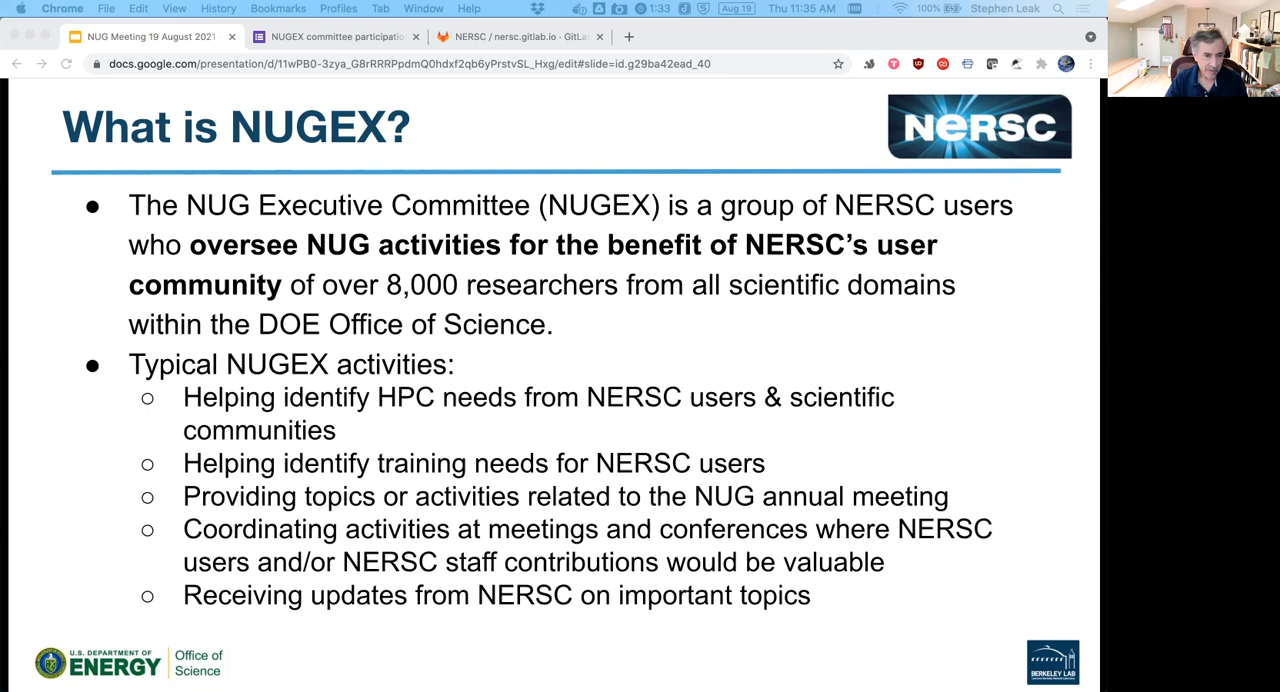 Chrome File Edit View History Bookmarks Profiles Tab Window Help 1:33 Aug 19 Thu 11:35 AM 100% Stephen Leak
NUG Meeting 19 August 2021 NUGEX committee participatio NERSC / nersc.gitlab.io · GitLa
docs.google.com/presentation/d/11wPB0-3zya_G8rRRRPpdmQ0hdxf2qb6yPrstvSL_Hxg/edit#slide=id.g29ba42ead_40
What is NUGEX?
NERSC
● The NUG Executive Committee (NUGEX) is a group of NERSC users
who oversee NUG activities for the benefit of NERSC’s user
community of over 8,000 researchers from all scientific domains
within the DOE Office of Science.
● Typical NUGEX activities:
○ Helping identify HPC needs from NERSC users & scientific
communities
○ Helping identify training needs for NERSC users
○ Providing topics or activities related to the NUG annual meeting
○ Coordinating activities at meetings and conferences where NERSC
users and/or NERSC staff contributions would be valuable
○ Receiving updates from NERSC on important topics
U.S. DEPARTMENT OF
ENERGY
Office of
Science
BERKELEY LAB